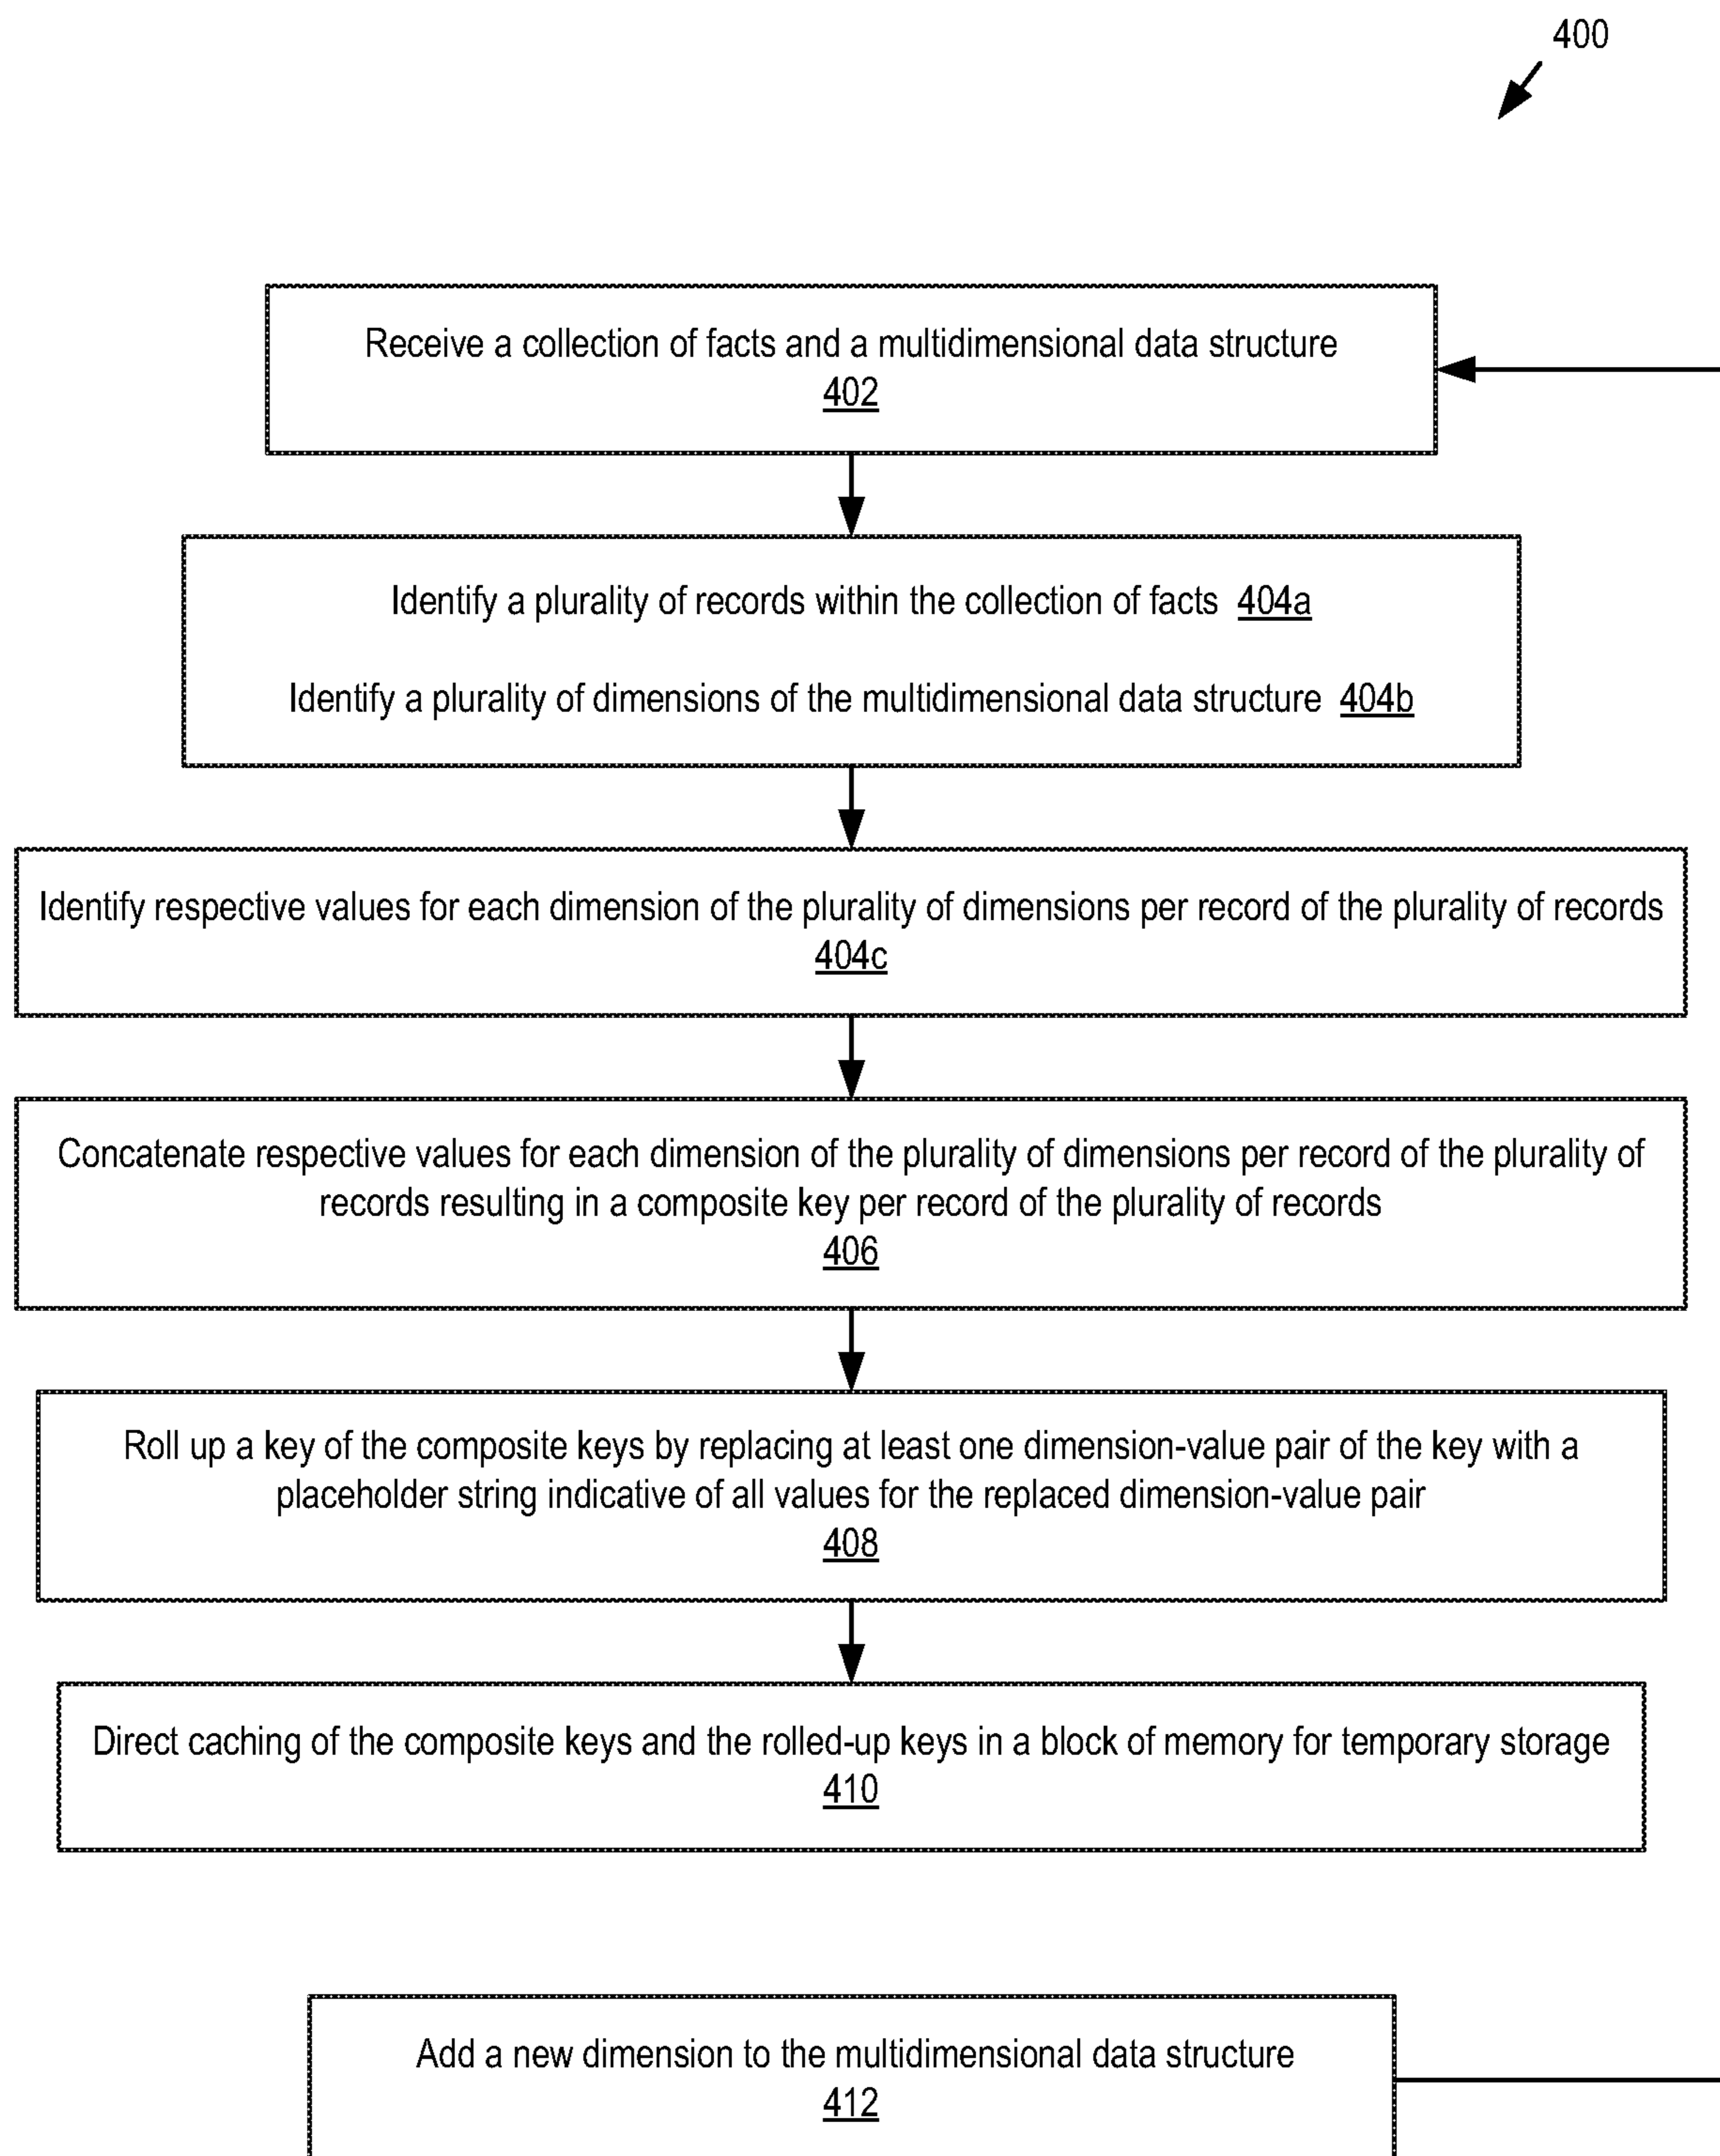 400
Receive a collection of facts and a multidimensional data structure
402
Identify a plurality of records within the collection of facts 404a
Identify a plurality of dimensions of the multidimensional data structure 404b
Identify respective values for each dimension of the plurality of dimensions per record of the plurality of records
404c
Concatenate respective values for each dimension of the plurality of dimensions per record of the plurality of
records resulting in a composite key per record of the plurality of records
406
Roll up a key of the composite keys by replacing at least one dimension-value pair of the key with a
placeholder string indicative of all values for the replaced dimension-value pair
408
Direct caching of the composite keys and the rolled-up keys in a block of memory for temporary storage
410
Add a new dimension to the multidimensional data structure
412